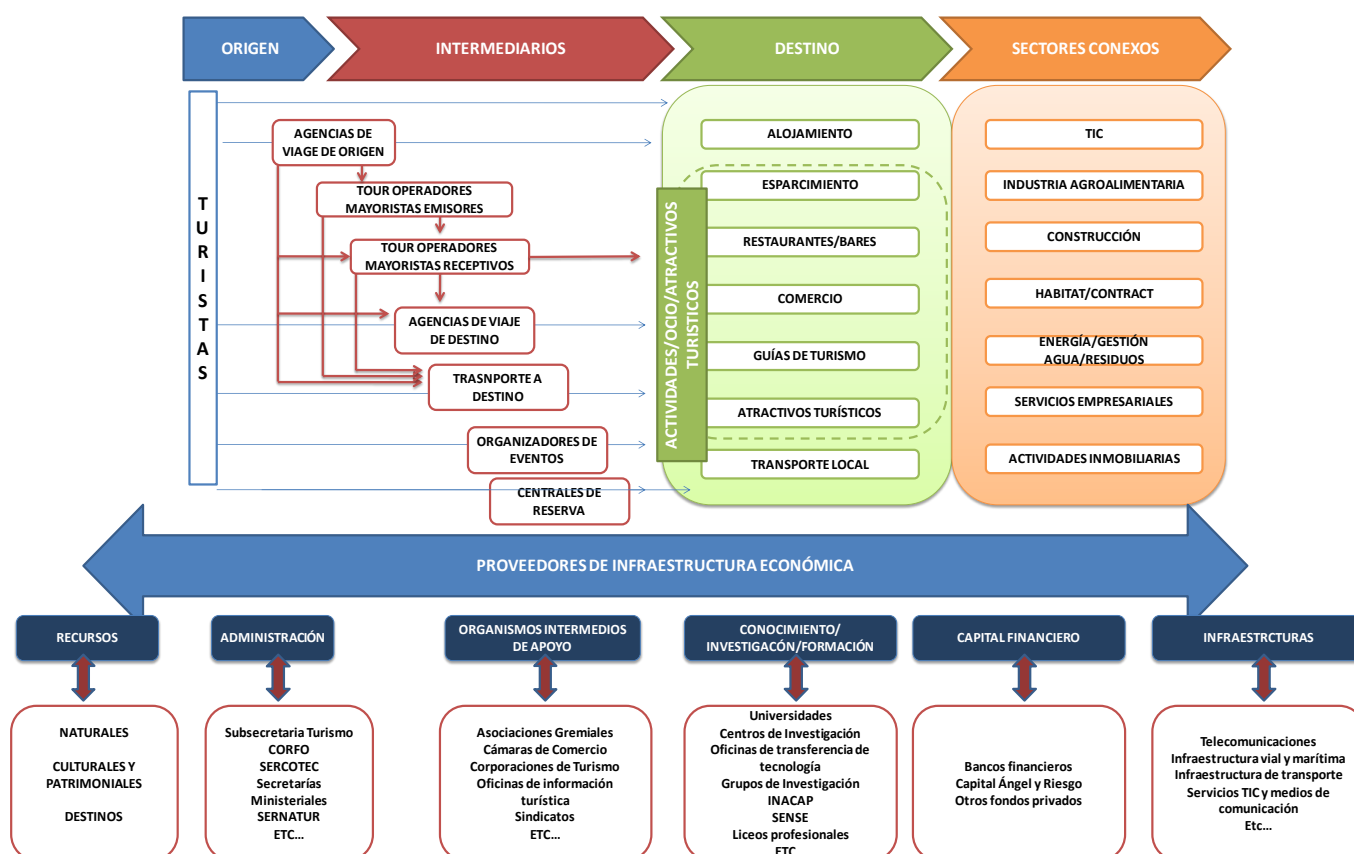 ORIGEN
INTERMEDIARIOS
DESTINO
SECTORES CONEXOS
TURISTAS
AGENCIAS DE
VIAGE DE ORIGEN
TOUR OPERADORES
MAYORISTAS EMISORES
TOUR OPERADORES
MAYORISTAS RECEPTIVOS
AGENCIAS DE VIAJE
DE DESTINO
TRASNPORTE A
DESTINO
ORGANIZADORES DE
EVENTOS
CENTRALES DE
RESERVA
ACTIVIDADES/OCIO/ATRACTIVOS
TURISTICOS
ALOJAMIENTO
ESPARCIMIENTO
RESTAURANTES/BARES
COMERCIO
GUÍAS DE TURISMO
ATRACTIVOS TURÍSTICOS
TRANSPORTE LOCAL
TIC
INDUSTRIA AGROALIMENTARIA
CONSTRUCCIÓN
HABITAT/CONTRACT
ENERGÍA/GESTIÓN
AGUA/RESIDUOS
SERVICIOS EMPRESARIALES
ACTIVIDADES INMOBILIARIAS
PROVEEDORES DE INFRAESTRUCTURA ECONÓMICA
RECURSOS
NATURALES
CULTURALES Y
PATRIMONIALES
DESTINOS
ADMINISTRACIÓN
Subsecretaria Turismo
CORFO
SERCOTEC
Secretarías
Ministeriales
SERNATUR
ETC...
ORGANISMOS INTERMEDIOS
DE APOYO
Asociaciones Gremiales
Cámaras de Comercio
Corporaciones de Turismo
Oficinas de información
turística
Sindicatos
ETC...
CONOCIMIENTO/
INVESTIGACÓN/FORMACIÓN
Universidades
Centros de Investigación
Oficinas de transferencia de
tecnología
Grupos de Investigación
INACAP
SENSE
Liceos profesionales
ETC
CAPITAL FINANCIERO
Bancos financieros
Capital Ángel y Riesgo
Otros fondos privados
INFRAESTRCTURAS
Telecomunicaciones
Infraestructura vial y marítima
Infraestructura de transporte
Servicios TIC y medios de
comunicación
Etc...